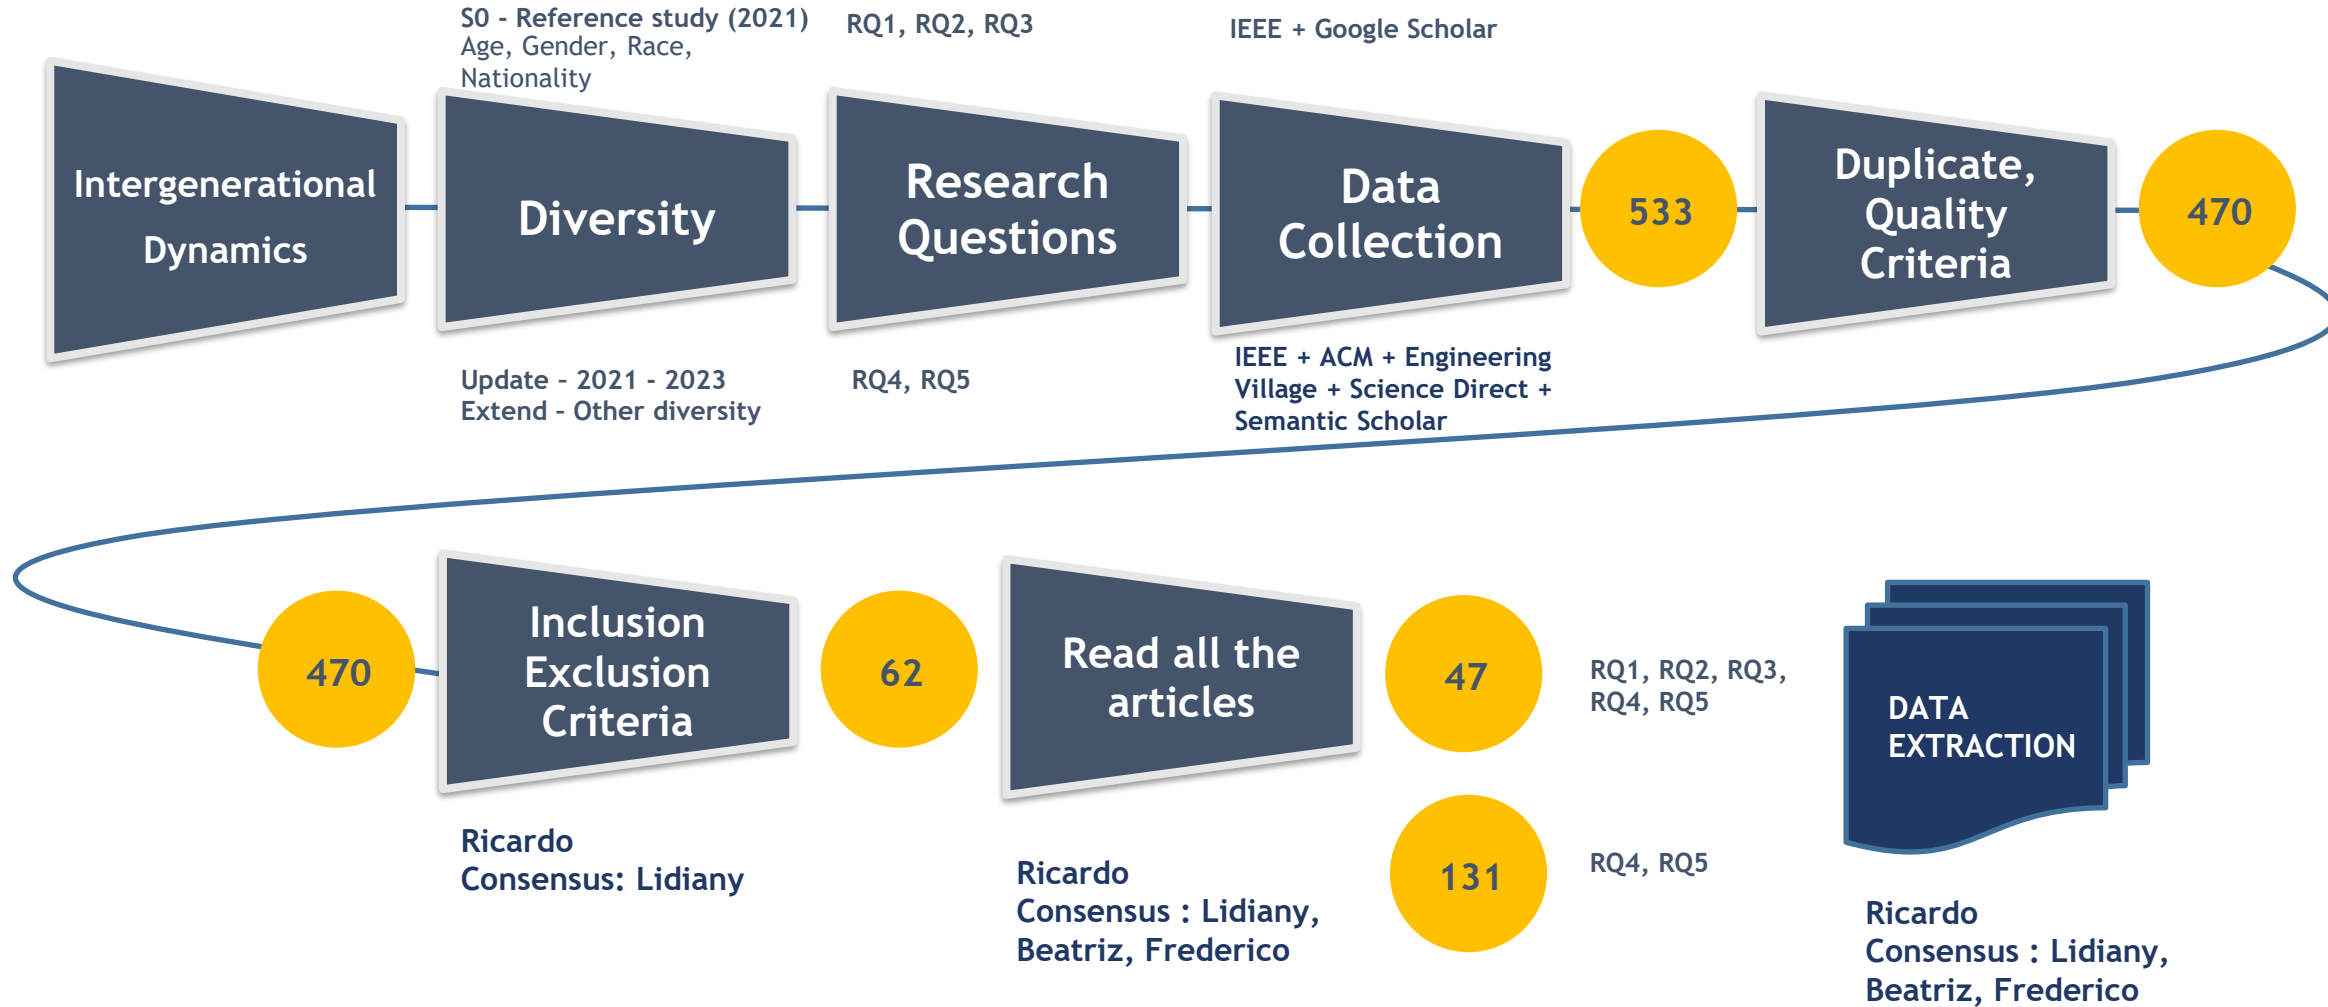 S0 - Reference study (2021)
Age, Gender, Race,
Nationality
RQ1, RQ2, RQ3
IEEE + Google Scholar
Intergenerational
Dynamics
Diversity
Research
Questions
Data
Collection
533
Duplicate,
Quality
Criteria
470
Update – 2021 - 2023
Extend – Other diversity
RQ4, RQ5
IEEE + ACM + Engineering
Village + Science Direct +
Semantic Scholar
470
Inclusion
Exclusion
Criteria
62
Read all the
articles
47
RQ1, RQ2, RQ3,
RQ4, RQ5
DATA
EXTRACTION
Ricardo
Consensus: Lidiany
Ricardo
Consensus : Lidiany,
Beatriz, Frederico
131
RQ4, RQ5
Ricardo
Consensus : Lidiany,
Beatriz, Frederico